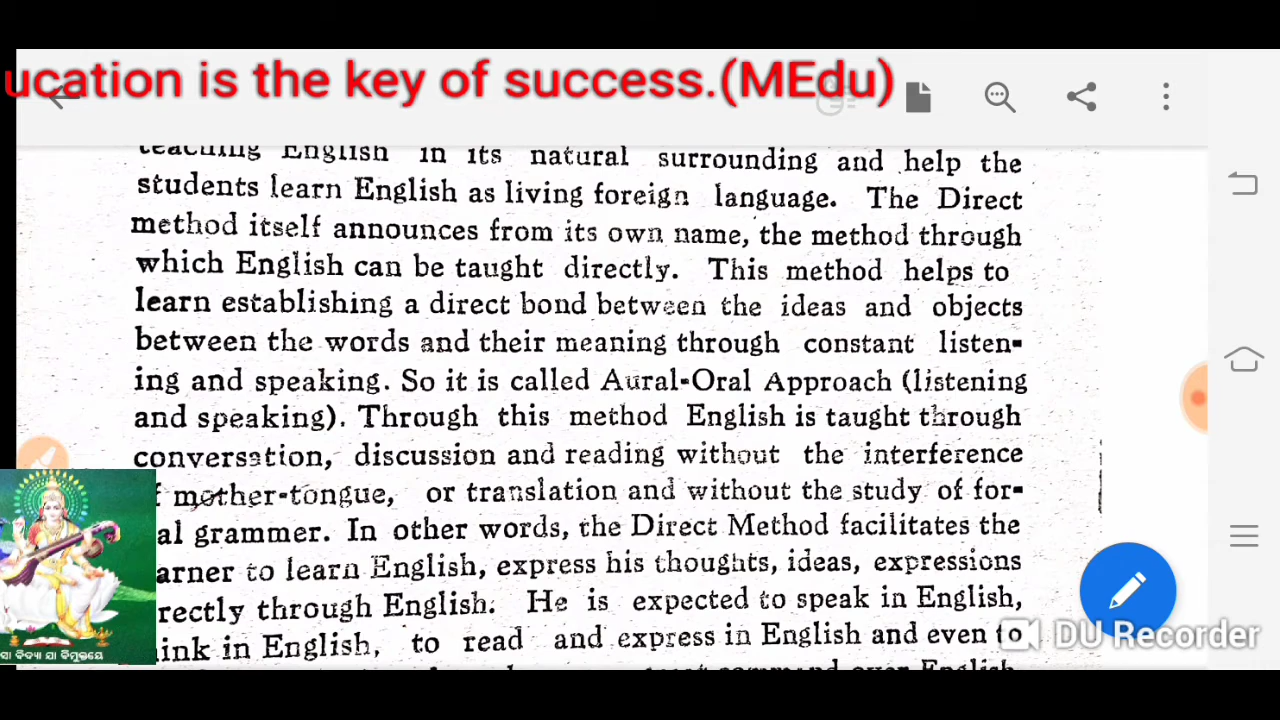 ucation is the key of success.(MEdu)
teaching English in its natural surrounding and help the
students learn English as living foreign language. The Direct
method itself announces from its own name, the method through
which English can be taught directly. This method helps to
learn establishing a direct bond between the ideas and objects
between the words and their meaning through constant listen-
ing and speaking. So it is called Aural-Oral Approach (listening
and speaking). Through this method English is taught through
conversation, discussion and reading without the interference
f mother-tongue, or translation and without the study of for-
al grammer. In other words, the Direct Method facilitates the
arner to learn English, express his thoughts, ideas, expressions
rectly through English. He is expected to speak in English,
ink in English, to read and express in English and even to
command over English
ସା ବିଦ୍ୟା ଯା ବିମୁକ୍ତୟେ
DU Recorder